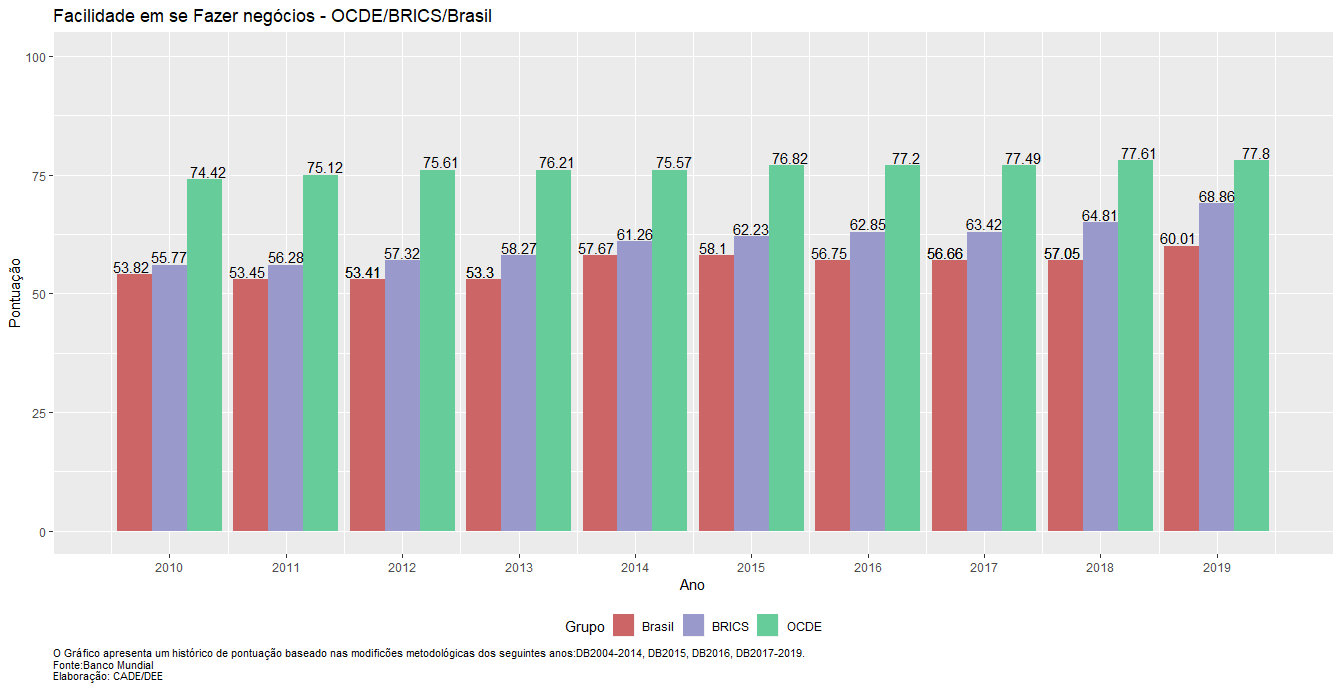 Facilidade em se Fazer negócios - OCDE/BRICS/Brasil
100
75
50
25
0
Pontuação
53.82 55.77 74.42
53.45 56.28 75.12
53.41 57.32 75.61
53.3 58.27 76.21
57.67 61.26 75.57
58.1 62.23 76.82
56.75 62.85 77.2
56.66 63.42 77.49
57.05 64.81 77.61
60.01 68.86 77.8
2010 2011 2012 2013 2014 2015 2016 2017 2018 2019
Ano
Grupo Brasil BRICS OCDE
O Gráfico apresenta um histórico de pontuação baseado nas modificões metodológicas dos seguintes anos:DB2004-2014, DB2015, DB2016, DB2017-2019.
Fonte:Banco Mundial
Elaboração: CADE/DEE